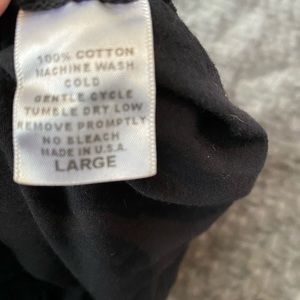 100% COTTON
MACHINE WASH
COLD
GENTLE CYCLE
TUMBLE DRY LOW
REMOVE PROMPTLY
NO BLEACH
MADE IN U.S.A.
LARGE